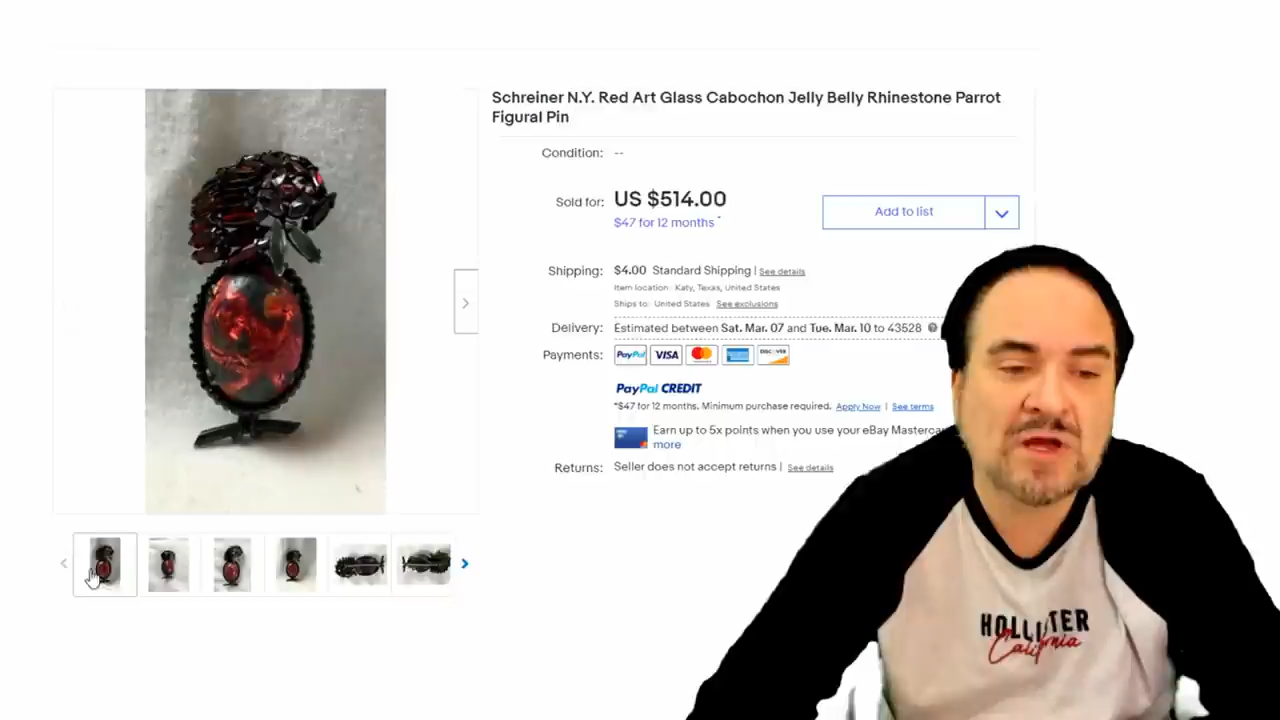 Schreiner N.Y. Red Art Glass Cabochon Jelly Belly Rhinestone Parrot
Figural Pin
Condition: --
Sold for: US $514.00
$47 for 12 months *
Add to list
Shipping: $4.00 Standard Shipping | See details
Item location: Katy, Texas, United States
Ships to: United States See exclusions
Delivery: Estimated between Sat. Mar. 07 and Tue. Mar. 10 to 43528
Payments: PayPal VISA mastercard DISCOVER
PayPal CREDIT
*$47 for 12 months. Minimum purchase required. Apply Now | See terms
Earn up to 5x points when you use your eBay Masterca
more
Returns: Seller does not accept returns | See details
HOLLISTER
California